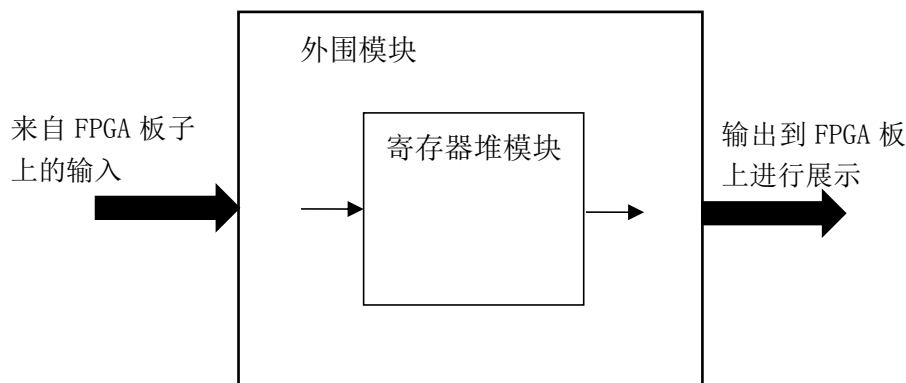 外围模块
来自 FPGA 板子
上的输入
寄存器堆模块
输出到 FPGA 板
上进行展示